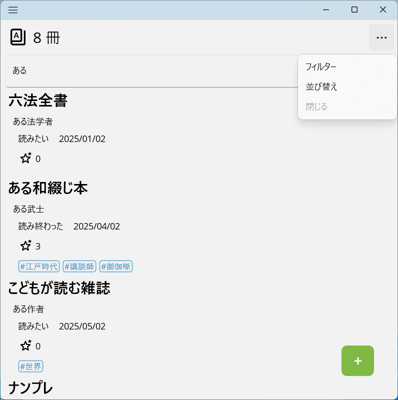 8 冊
フィルター
並び替え
閉じる
ある
六法全書
ある法学者
読みたい 2025/01/02
0
ある和綴じ本
ある武士
読み終わった 2025/04/02
3
#江戸時代 #講談師 #御伽噺
こどもが読む雑誌
ある作者
読みたい 2025/05/02
0
#世界
ナンプレ